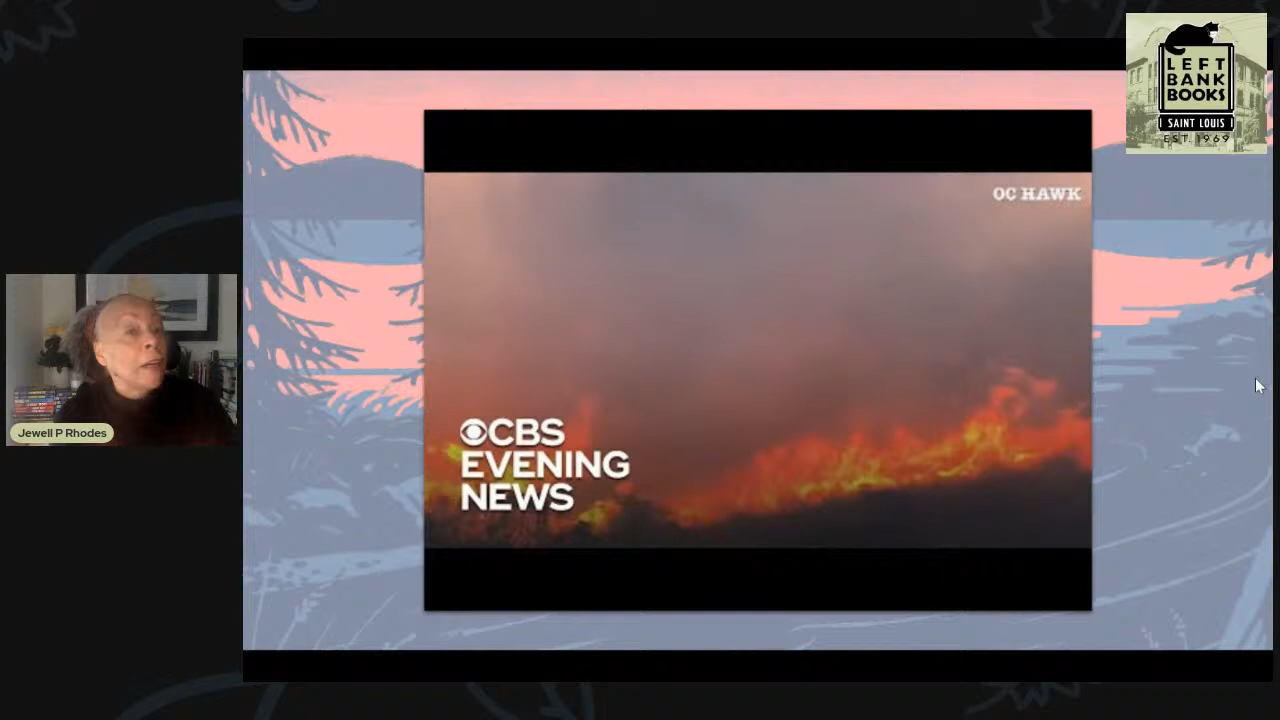 LEFT
BANK
BOOKS
SAINT LOUIS
EST. 1969
OC HAWK
CBS
EVENING
NEWS
Jewell P Rhodes